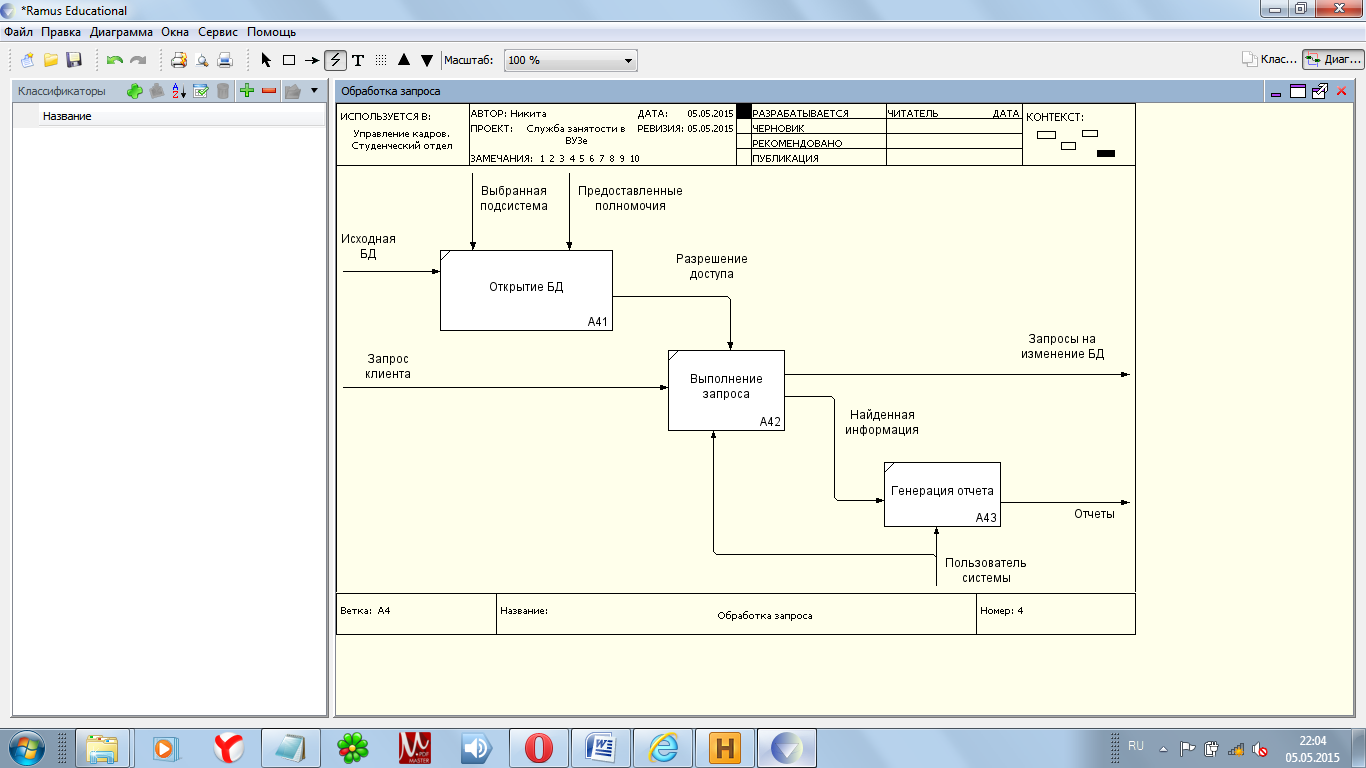 *Ramus Educational
Файл Правка Диаграмма Окна Сервис Помощь
Масштаб: 100 % Клас... Диаг...
Классификаторы
Название
Обработка запроса
ИСПОЛЬЗУЕТСЯ В:
Управление кадров.
Студенческий отдел
АВТОР: Никита ДАТА: 05.05.2015
ПРОЕКТ: Служба занятости в РЕВИЗИЯ: 05.05.2015
ВУЗе
ЗАМЕЧАНИЯ: 1 2 3 4 5 6 7 8 9 10
РАЗРАБАТЫВАЕТСЯ
ЧЕРНОВИК
РЕКОМЕНДОВАНО
ПУБЛИКАЦИЯ
ЧИТАТЕЛЬ ДАТА
КОНТЕКСТ:
Выбранная
подсистема
Предоставленные
полномочия
Исходная
БД
Открытие БД
A41
Разрешение
доступа
Запрос
клиента
Выполнение
запроса
A42
Запросы на
изменение БД
Найденная
информация
Генерация отчета
A43
Отчеты
Пользователь
системы
Ветка: A4
Название:
Обработка запроса
Номер: 4
PDF
MASTER
H
RU
22:04
05.05.2015